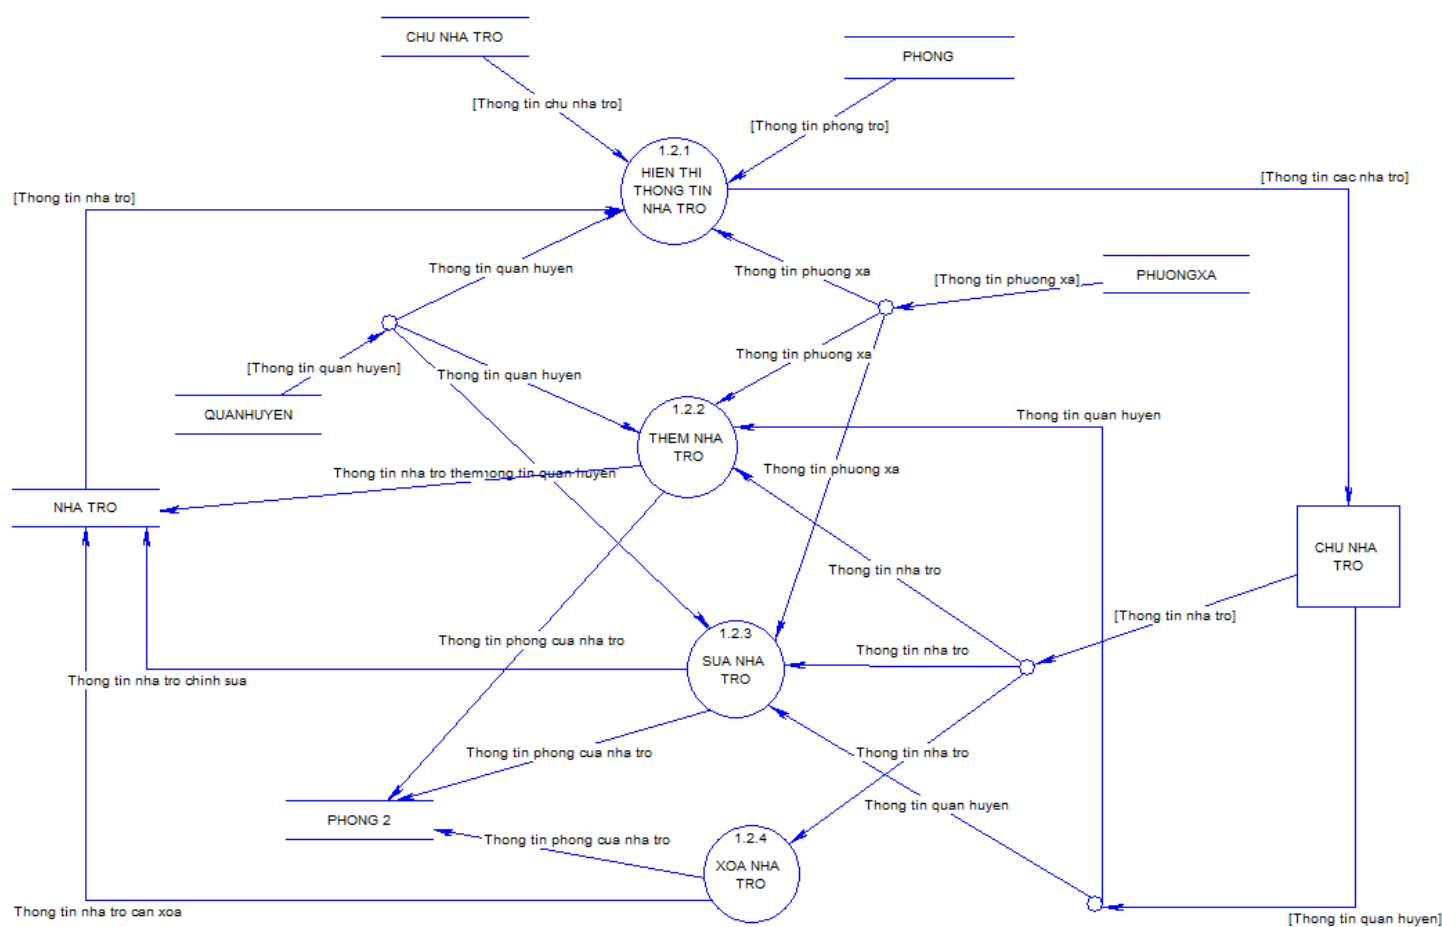 CHU NHA TRO
PHONG
[Thong tin chu nha tro]
[Thong tin phong tro]
1.2.1
HIEN THI
THONG TIN
NHA TRO
[Thong tin cac nha tro]
[Thong tin nha tro]
Thong tin quan huyen
Thong tin phuong xa
[Thong tin phuong xa]
PHUONGXA
Thong tin phuong xa
[Thong tin quan huyen]
Thong tin quan huyen
QUANHUYEN
1.2.2
THEM NHA
TRO
Thong tin quan huyen
Thong tin nha tro them
ong tin quan huyen
Thong tin phuong xa
NHA TRO
CHU NHA
TRO
Thong tin nha tro
[Thong tin nha tro]
Thong tin phong cua nha tro
1.2.3
SUA NHA
TRO
Thong tin nha tro
Thong tin nha tro chinh sua
Thong tin phong cua nha tro
Thong tin nha tro
Thong tin quan huyen
PHONG 2
Thong tin phong cua nha tro
1.2.4
XOA NHA
TRO
Thong tin nha tro can xoa
[Thong tin quan huyen]